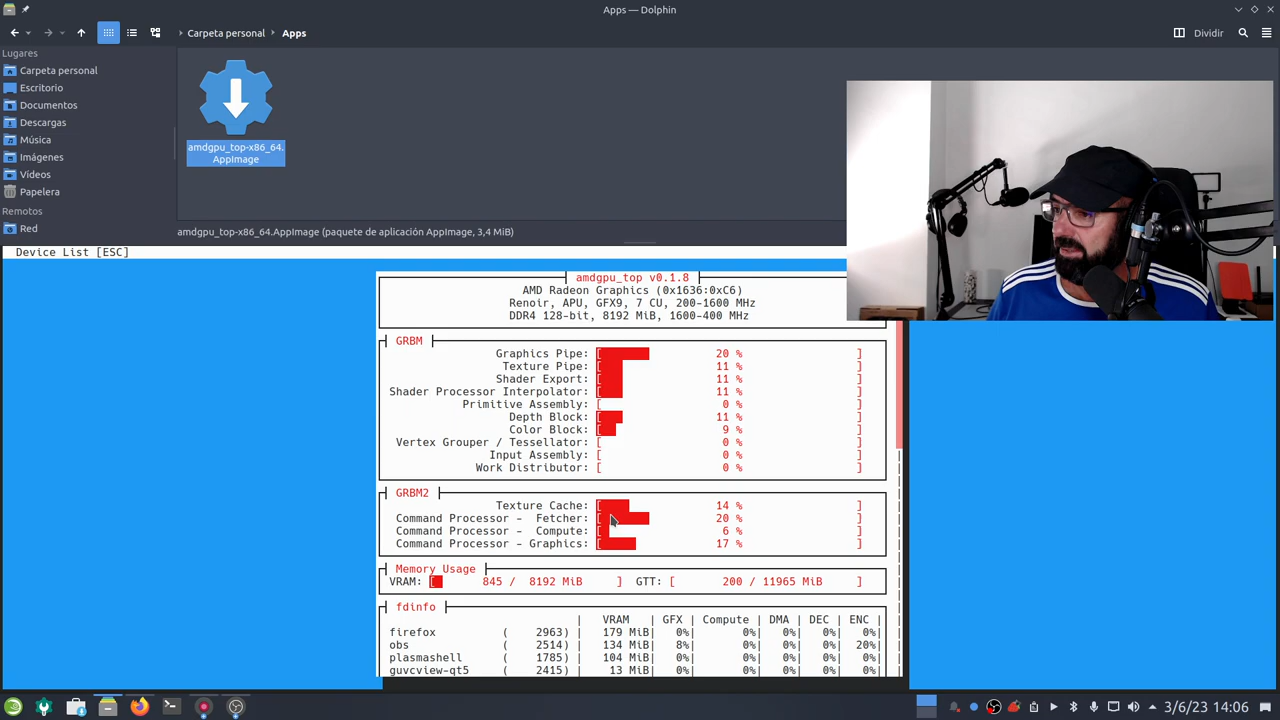 Apps — Dolphin
Carpeta personal > Apps
Dividir
Lugares
Carpeta personal
Escritorio
Documentos
Descargas
Música
Imágenes
Vídeos
Papelera
Remotos
Red
amdgpu_top-x86_64.
AppImage
amdgpu_top-x86_64.AppImage (paquete de aplicación AppImage, 3,4 MiB)
Device List [ESC]
amdgpu_top v0.1.8
AMD Radeon Graphics (0x1636:0xC6)
Renoir, APU, GFX9, 7 CU, 200-1600 MHz
DDR4 128-bit, 8192 MiB, 1600-400 MHz
GRBM
Graphics Pipe: [ 20 % ]
Texture Pipe: [ 11 % ]
Shader Export: [ 11 % ]
Shader Processor Interpolator: [ 11 % ]
Primitive Assembly: [ 0 % ]
Depth Block: [ 11 % ]
Color Block: [ 9 % ]
Vertex Grouper / Tessellator: [ 0 % ]
Input Assembly: [ 0 % ]
Work Distributor: [ 0 % ]
GRBM2
Texture Cache: [ 14 % ]
Command Processor - Fetcher: [ 20 % ]
Command Processor - Compute: [ 6 % ]
Command Processor - Graphics: [ 17 % ]
Memory Usage
VRAM: [ 845 / 8192 MiB ] GTT: [ 200 / 11965 MiB ]
fdinfo
| VRAM | GFX | Compute | DMA | DEC | ENC |
firefox ( 2963) | 179 MiB| 0%| 0%| 0%| 0%| 0%|
obs ( 2514) | 134 MiB| 8%| 0%| 0%| 0%| 20%|
plasmashell ( 1785) | 104 MiB| 0%| 0%| 0%| 0%| 0%|
guvcview-qt5 ( 2415) | 13 MiB| 0%| 0%| 0%| 0%| 0%|
3/6/23 14:06